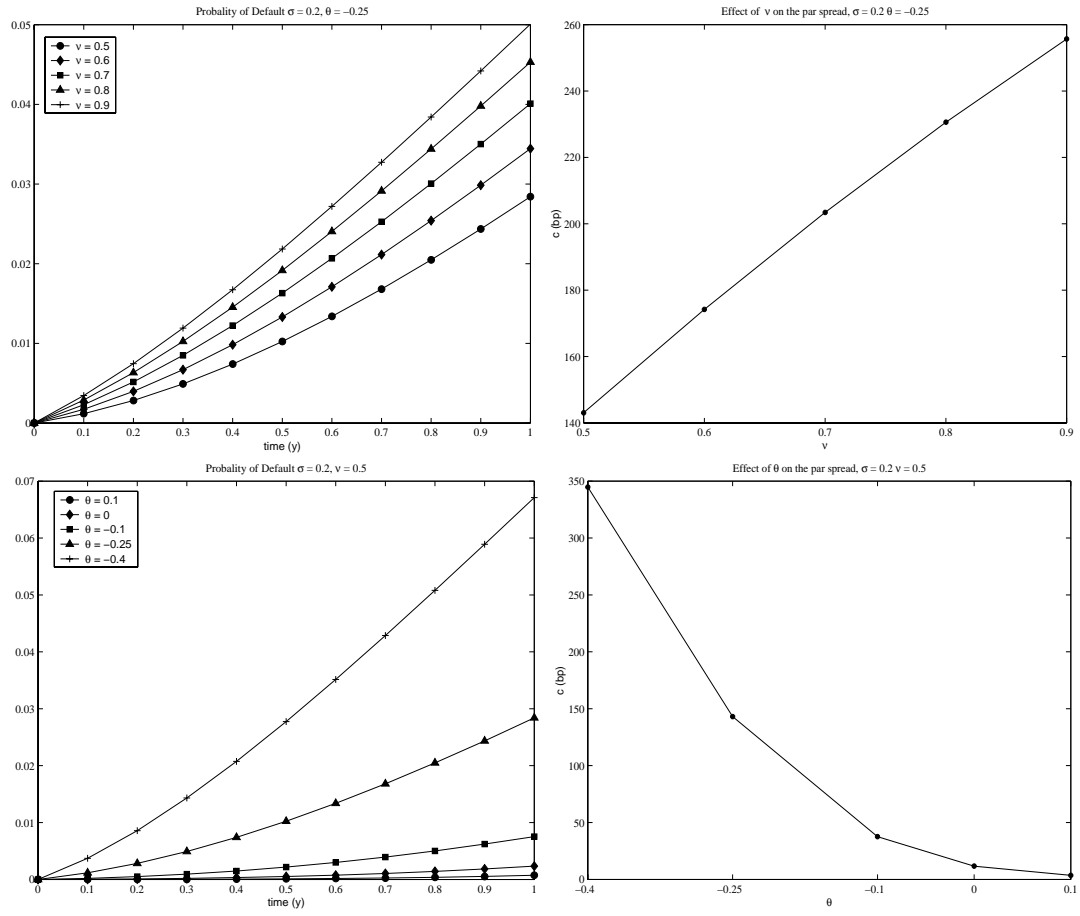 Probality of Default σ = 0.2, θ = −0.25
0.05
0.04
0.03
0.02
0.01
0
ν = 0.5
ν = 0.6
ν = 0.7
ν = 0.8
ν = 0.9
0 0.1 0.2 0.3 0.4 0.5 0.6 0.7 0.8 0.9 1
time (y)
Effect of ν on the par spread, σ = 0.2 θ = −0.25
c (bp)
260
240
220
200
180
160
140
0.5 0.6 0.7 0.8 0.9
ν
Probality of Default σ = 0.2, ν = 0.5
0.07
0.06
0.05
0.04
0.03
0.02
0.01
0
θ = 0.1
θ = 0
θ = −0.1
θ = −0.25
θ = −0.4
0 0.1 0.2 0.3 0.4 0.5 0.6 0.7 0.8 0.9 1
time (y)
Effect of θ on the par spread, σ = 0.2 ν = 0.5
c (bp)
350
300
250
200
150
100
50
0
−0.4 −0.25 −0.1 0 0.1
θ